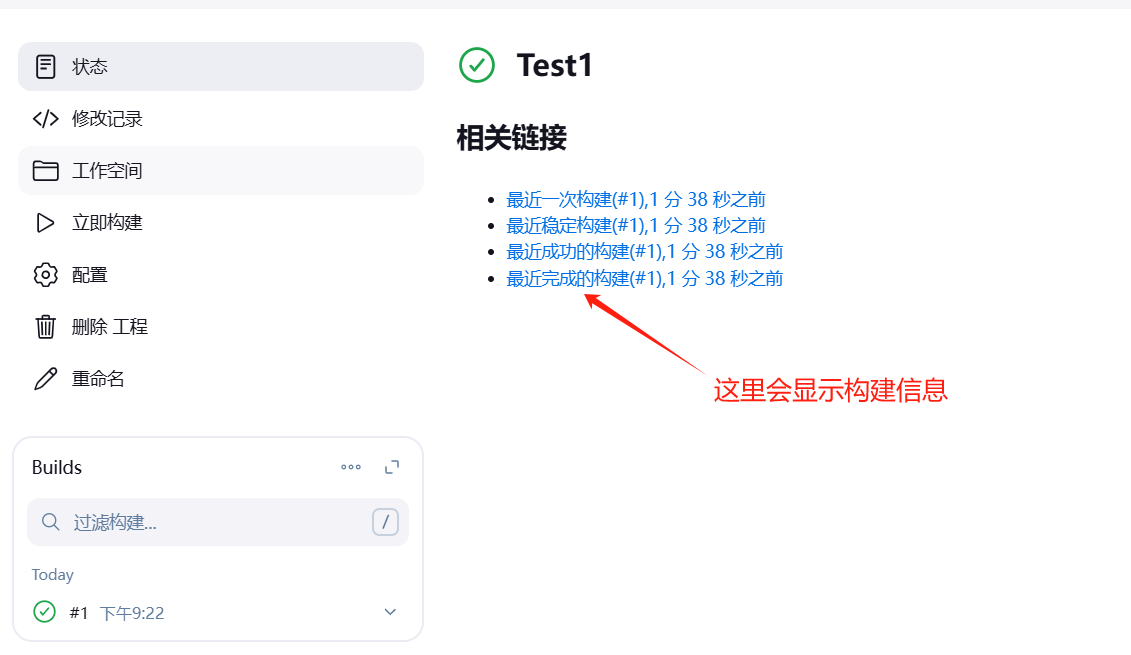 状态
修改记录
工作空间
立即构建
配置
删除 工程
重命名
Builds
过滤构建...
/
Today
#1 下午9:22
Test1
相关链接
最近一次构建(#1),1 分 38 秒之前
最近稳定构建(#1),1 分 38 秒之前
最近成功的构建(#1),1 分 38 秒之前
最近完成的构建(#1),1 分 38 秒之前
这里会显示构建信息